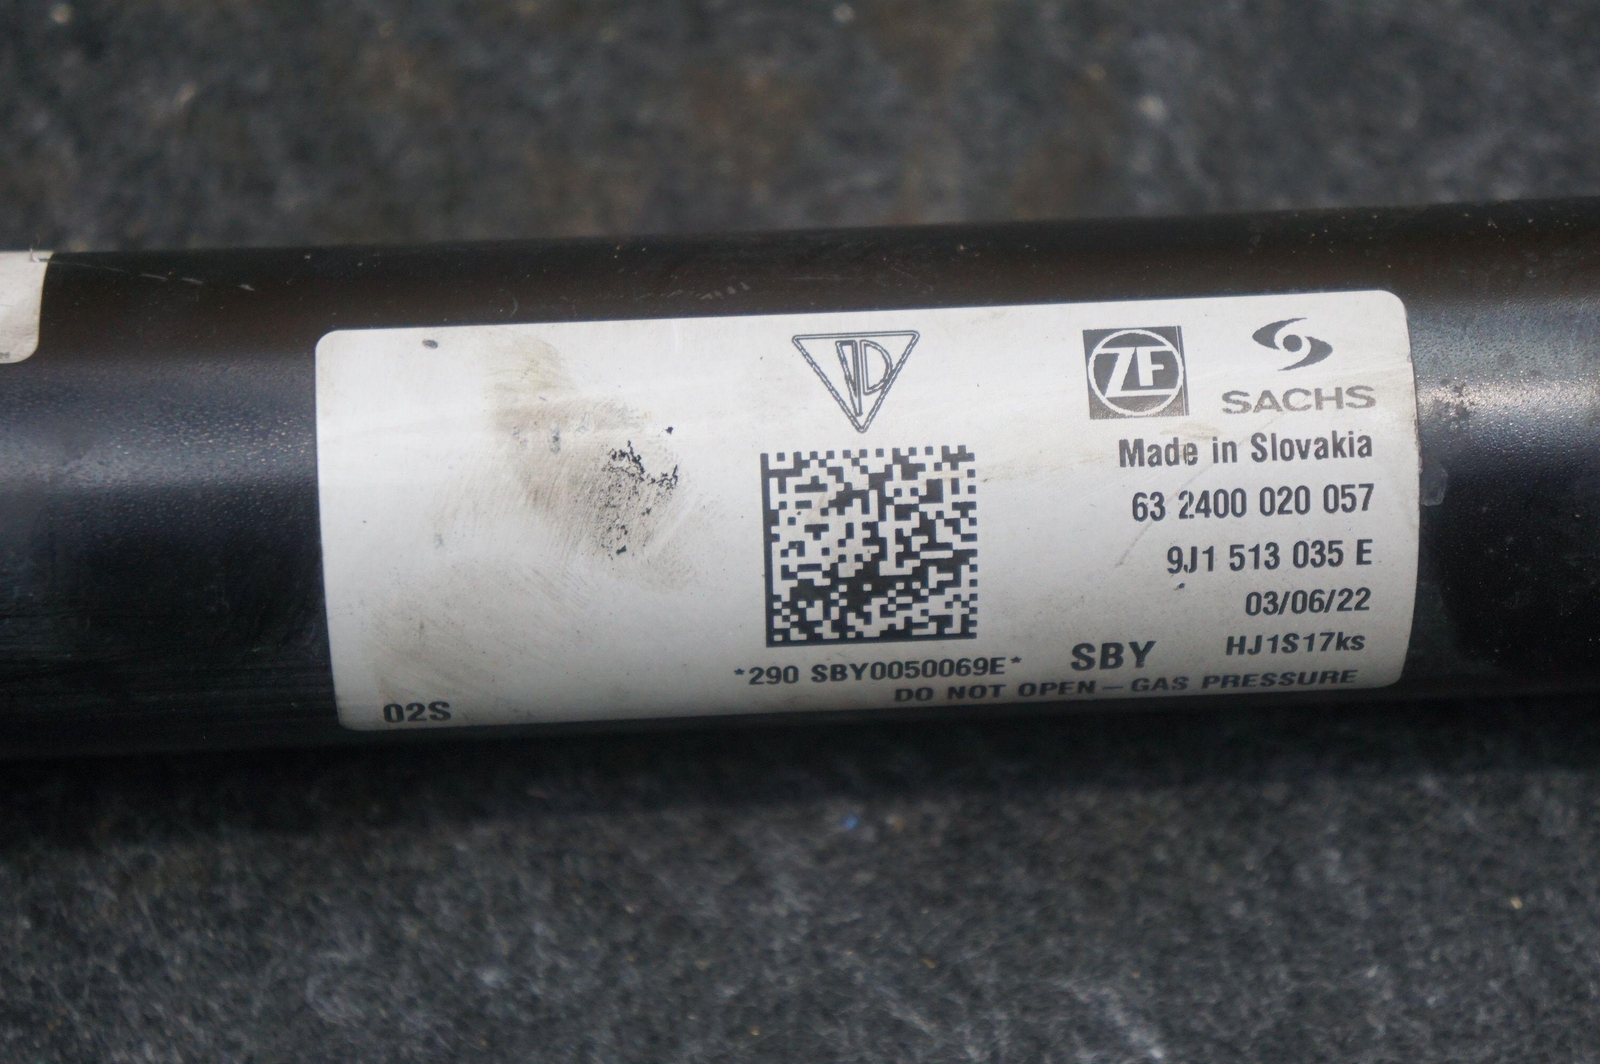 ZF
SACHS
Made in Slovakia
63 2400 020 057
9J1 513 035 E
03/06/22
HJ1S17ks
SBY
*290 SBY0050069E*
DO NOT OPEN – GAS PRESSURE
02S